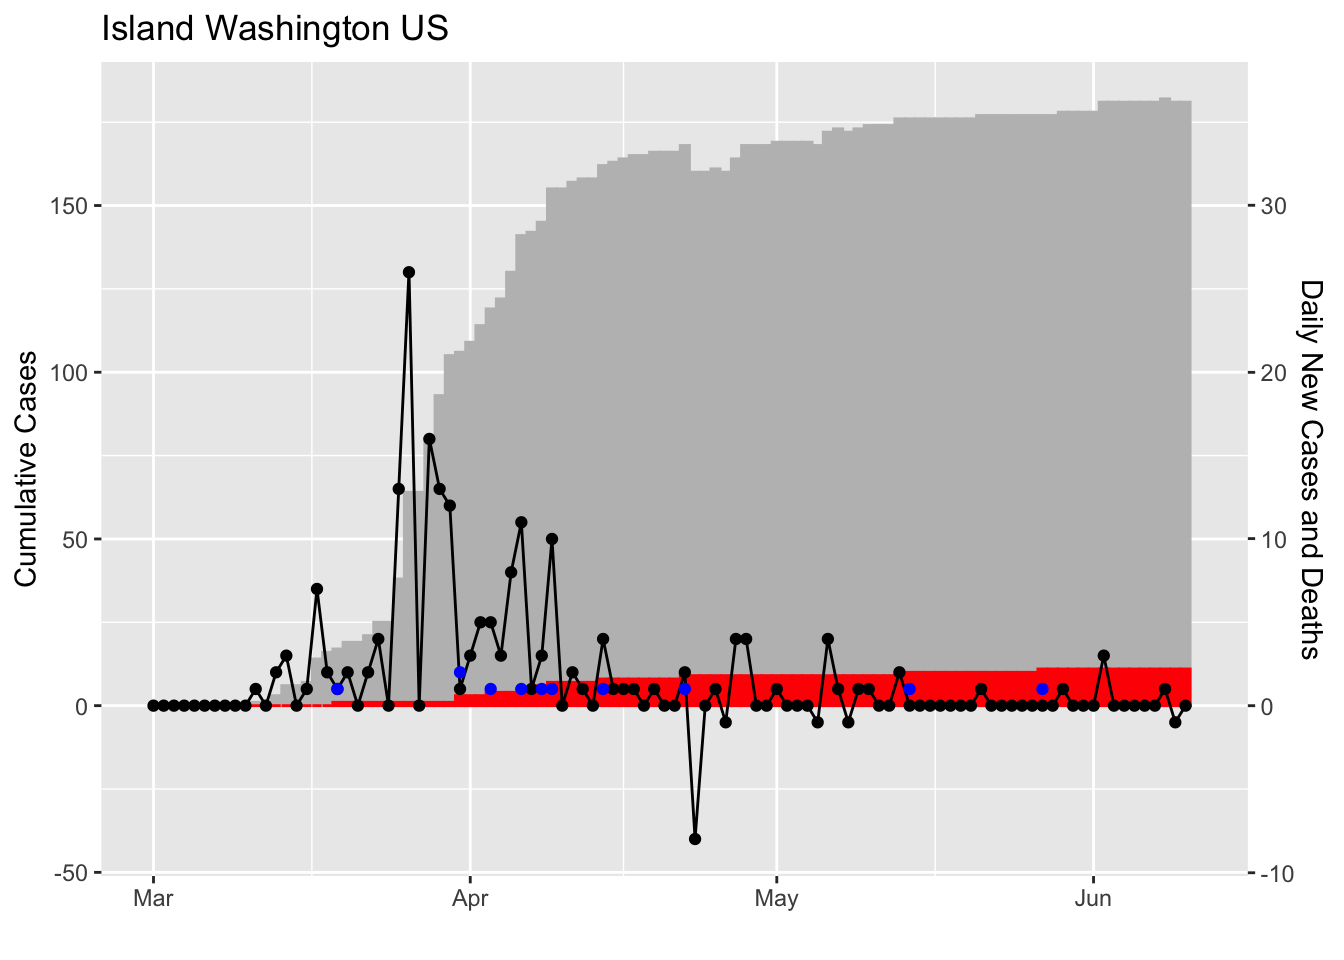 Island Washington US
Cumulative Cases
150
100
50
0
-50
30
20
10
0
-10
Daily New Cases and Deaths
Mar
Apr
May
Jun